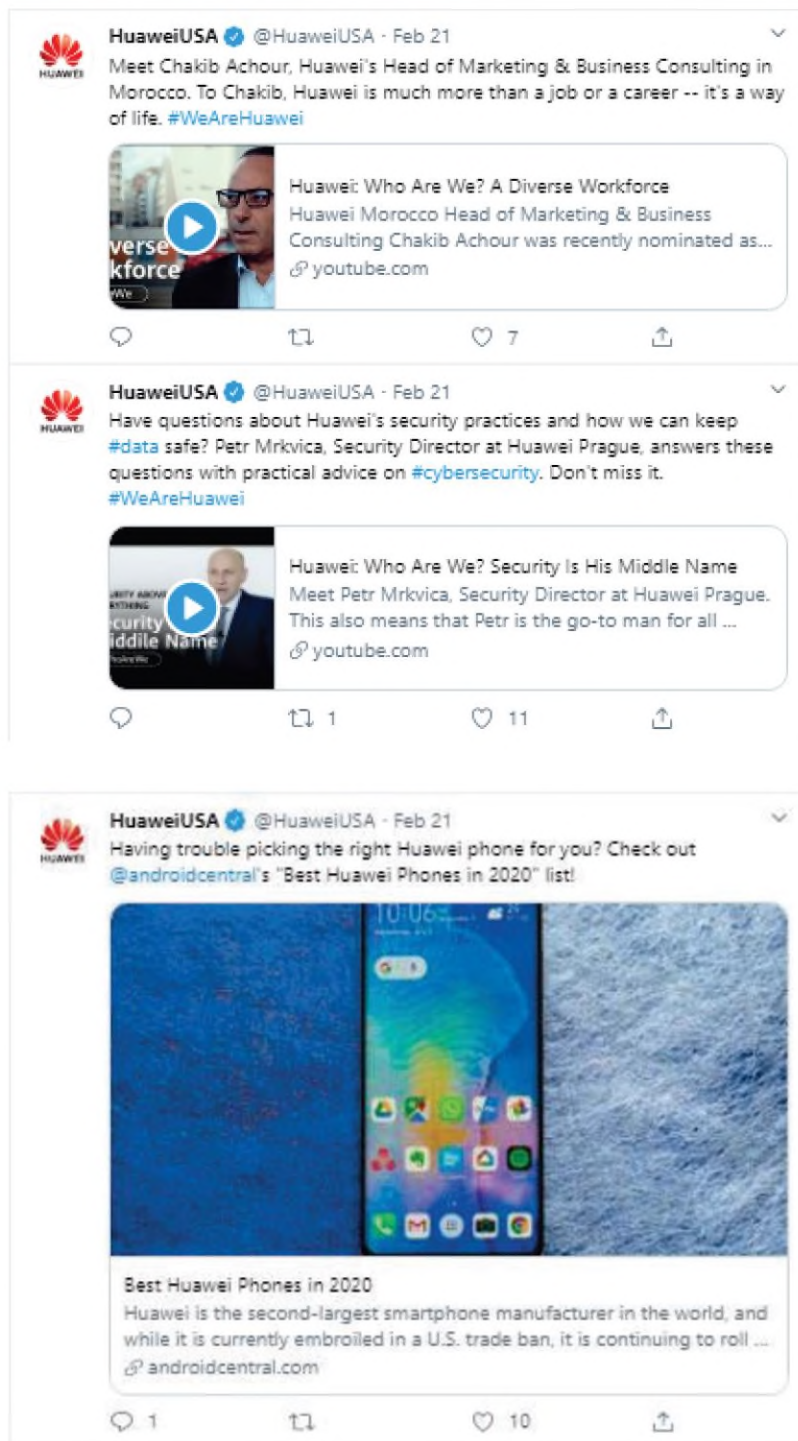 HuaweiUSA @HuaweiUSA · Feb 21
HUAWEI
Meet Chakib Achour, Huawei's Head of Marketing & Business Consulting in
Morocco. To Chakib, Huawei is much more than a job or a career -- it's a way
of life. #WeAreHuawei
verse
kforce
Huawei: Who Are We? A Diverse Workforce
Huawei Morocco Head of Marketing & Business
Consulting Chakib Achour was recently nominated as...
youtube.com
7
HuaweiUSA @HuaweiUSA · Feb 21
HUAWEI
Have questions about Huawei's security practices and how we can keep
#data safe? Petr Mrkvica, Security Director at Huawei Prague, answers these
questions with practical advice on #cybersecurity. Don't miss it.
#WeAreHuawei
curity
iddile Name
Huawei: Who Are We? Security Is His Middle Name
Meet Petr Mrkvica, Security Director at Huawei Prague.
This also means that Petr is the go-to man for all ...
youtube.com
1 11
HuaweiUSA @HuaweiUSA · Feb 21
HUAWEI
Having trouble picking the right Huawei phone for you? Check out
@androidcentral's "Best Huawei Phones in 2020" list!
10:06
Best Huawei Phones in 2020
Huawei is the second-largest smartphone manufacturer in the world, and
while it is currently embroiled in a U.S. trade ban, it is continuing to roll ...
androidcentral.com
1 10